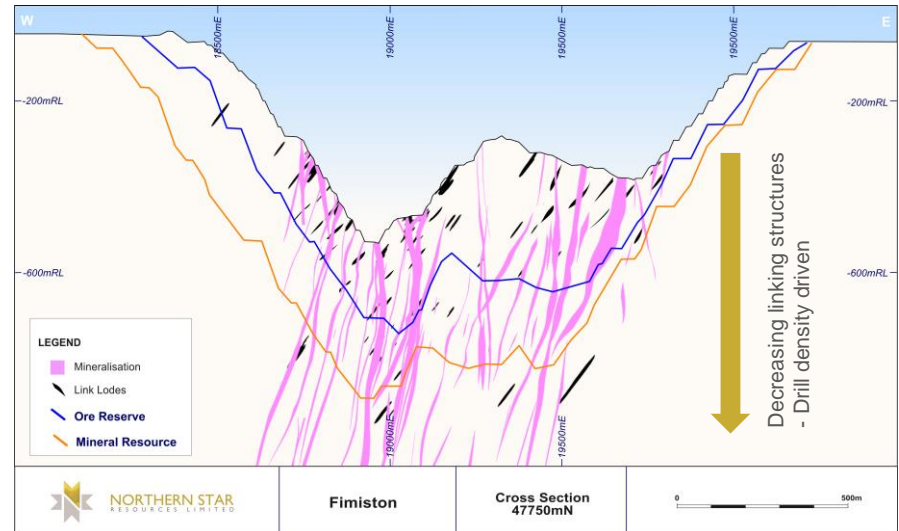 W
E
18500mE
19000mE
19500mE
19500mE
-200mRL
-200mRL
-600mRL
-600mRL
Decreasing linking structures
- Drill density driven
LEGEND
Mineralisation
Link Lodes
Ore Reserve
Mineral Resource
19000mE
19500mE
NORTHERN STAR
RESOURCES LIMITED
Fimiston
Cross Section
47750mN
0
500m